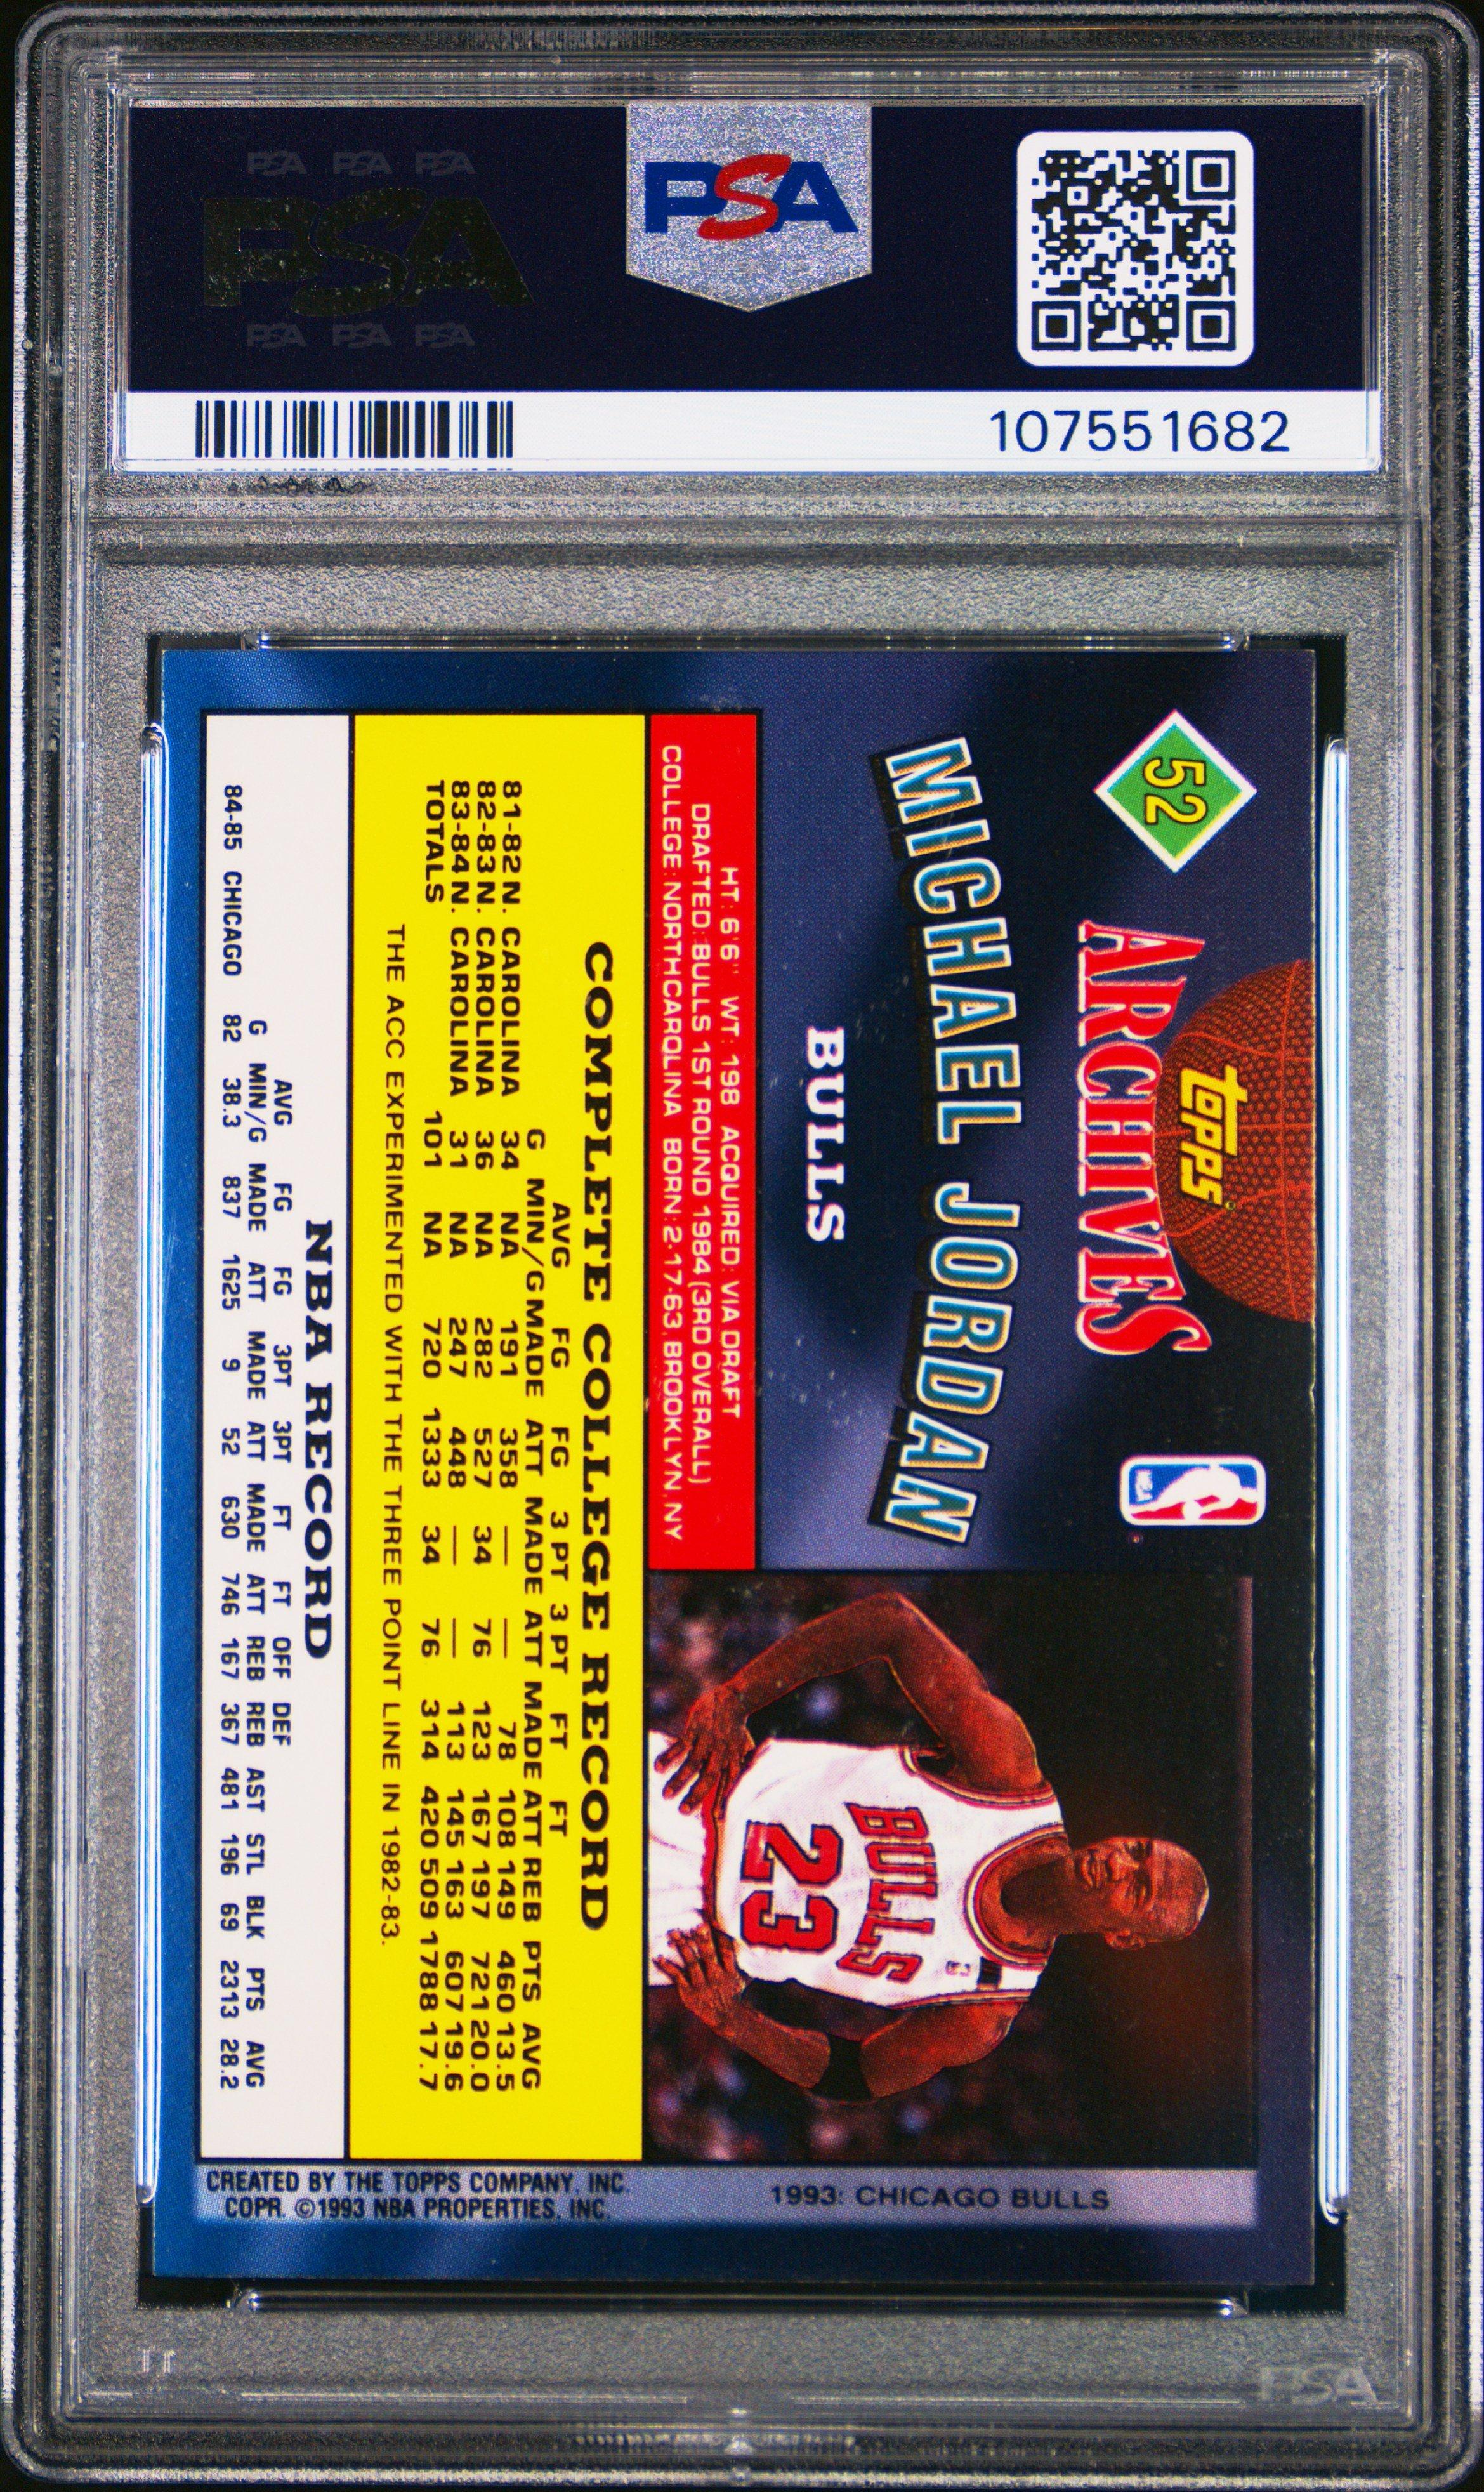 PSA PSA PSA
PSA
PSA PSA PSA
PSA
107551682
52
TOPPS
ARCHIVES
NBA
MICHAEL JORDAN
BULLS
HT: 6'6" WT: 198 ACQUIRED: VIA DRAFT
DRAFTED: BULLS 1ST ROUND 1984 (3RD OVERALL)
COLLEGE: NORTH CAROLINA BORN: 2-17-63, BROOKLYN, NY
BULLS
23
COMPLETE COLLEGE RECORD
AVG FG FG 3 PT 3 PT FT FT
G MIN/G MADE ATT MADE ATT MADE ATT REB PTS AVG
81-82 N. CAROLINA 34 NA 191 358 — — 78 108 149 460 13.5
82-83 N. CAROLINA 36 NA 282 527 34 76 123 167 197 721 20.0
83-84 N. CAROLINA 31 NA 247 448 — — 113 145 163 607 19.6
TOTALS 101 NA 720 1333 34 76 314 420 509 1788 17.7
THE ACC EXPERIMENTED WITH THE THREE POINT LINE IN 1982-83.
NBA RECORD
AVG FG FG 3PT 3PT FT FT OFF DEF
G MIN/G MADE ATT MADE ATT MADE ATT REB REB AST STL BLK PTS AVG
84-85 CHICAGO 82 38.3 837 1625 9 52 630 746 167 367 481 196 69 2313 28.2
1993: CHICAGO BULLS
CREATED BY THE TOPPS COMPANY, INC.
COPR. ©1993 NBA PROPERTIES, INC.
PSA